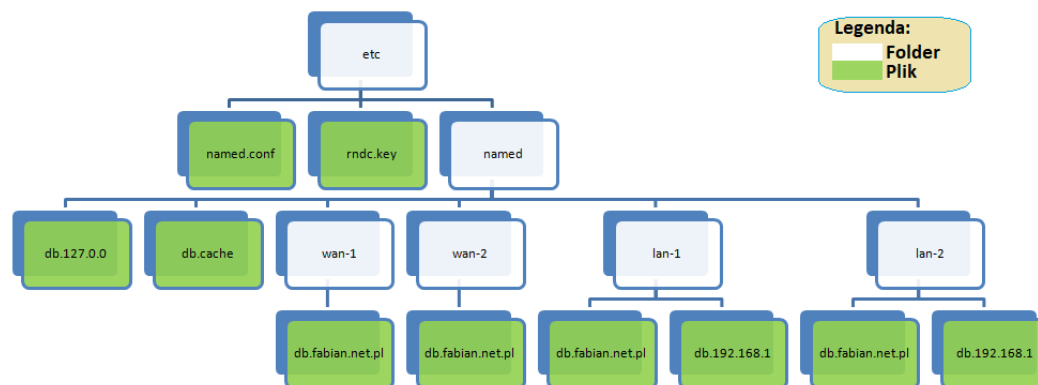 Legenda:
Folder
Plik
etc
named.conf
rndc.key
named
db.127.0.0
db.cache
wan-1
wan-2
lan-1
lan-2
db.fabian.net.pl
db.fabian.net.pl
db.fabian.net.pl
db.192.168.1
db.fabian.net.pl
db.192.168.1